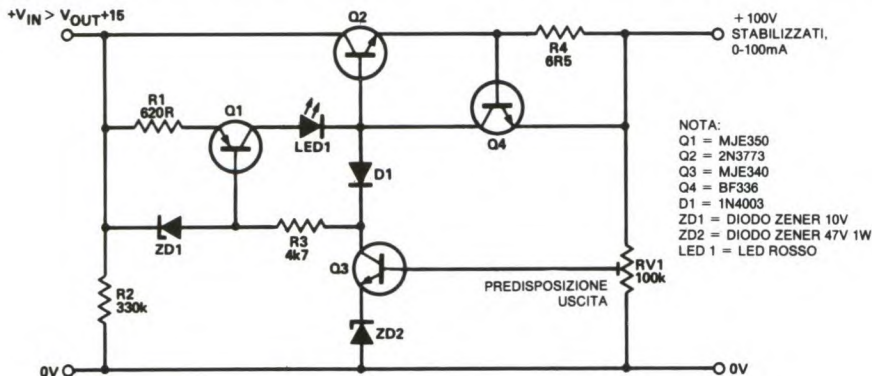 +VIN > VOUT+15
Q2
R4
6R5
+100V
STABILIZZATI,
0-100mA
R1
620R
Q1
LED1
Q4
D1
NOTA:
Q1 = MJE350
Q2 = 2N3773
Q3 = MJE340
Q4 = BF336
D1 = 1N4003
ZD1 = DIODO ZENER 10V
ZD2 = DIODO ZENER 47V 1W
LED 1 = LED ROSSO
ZD1
R3
4k7
Q3
RV1
100k
PREDISPOSIZIONE
USCITA
R2
330k
ZD2
0V
0V